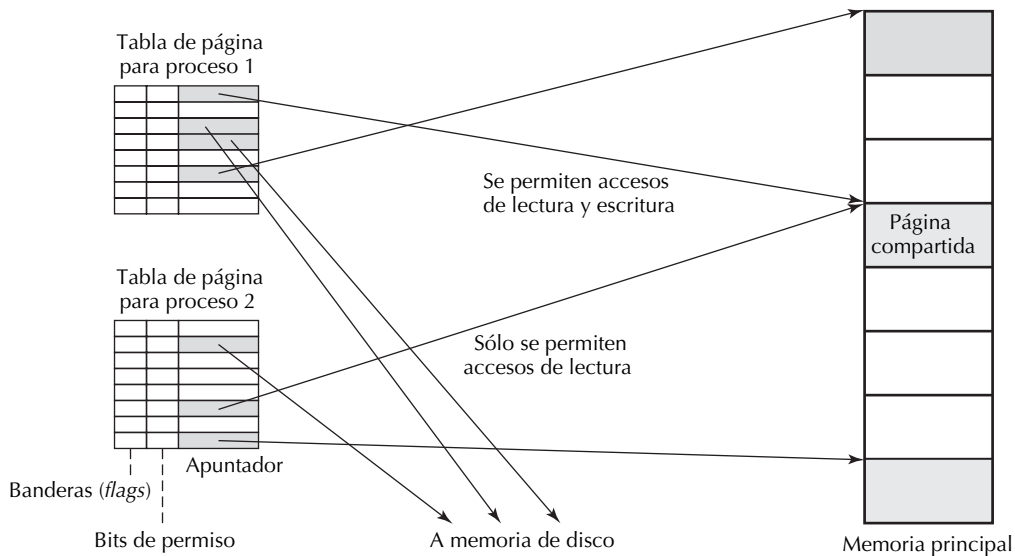 Tabla de página
para proceso 1
Se permiten accesos
de lectura y escritura
Página
compartida
Tabla de página
para proceso 2
Sólo se permiten
accesos de lectura
Apuntador
Banderas (flags)
Bits de permiso
A memoria de disco
Memoria principal